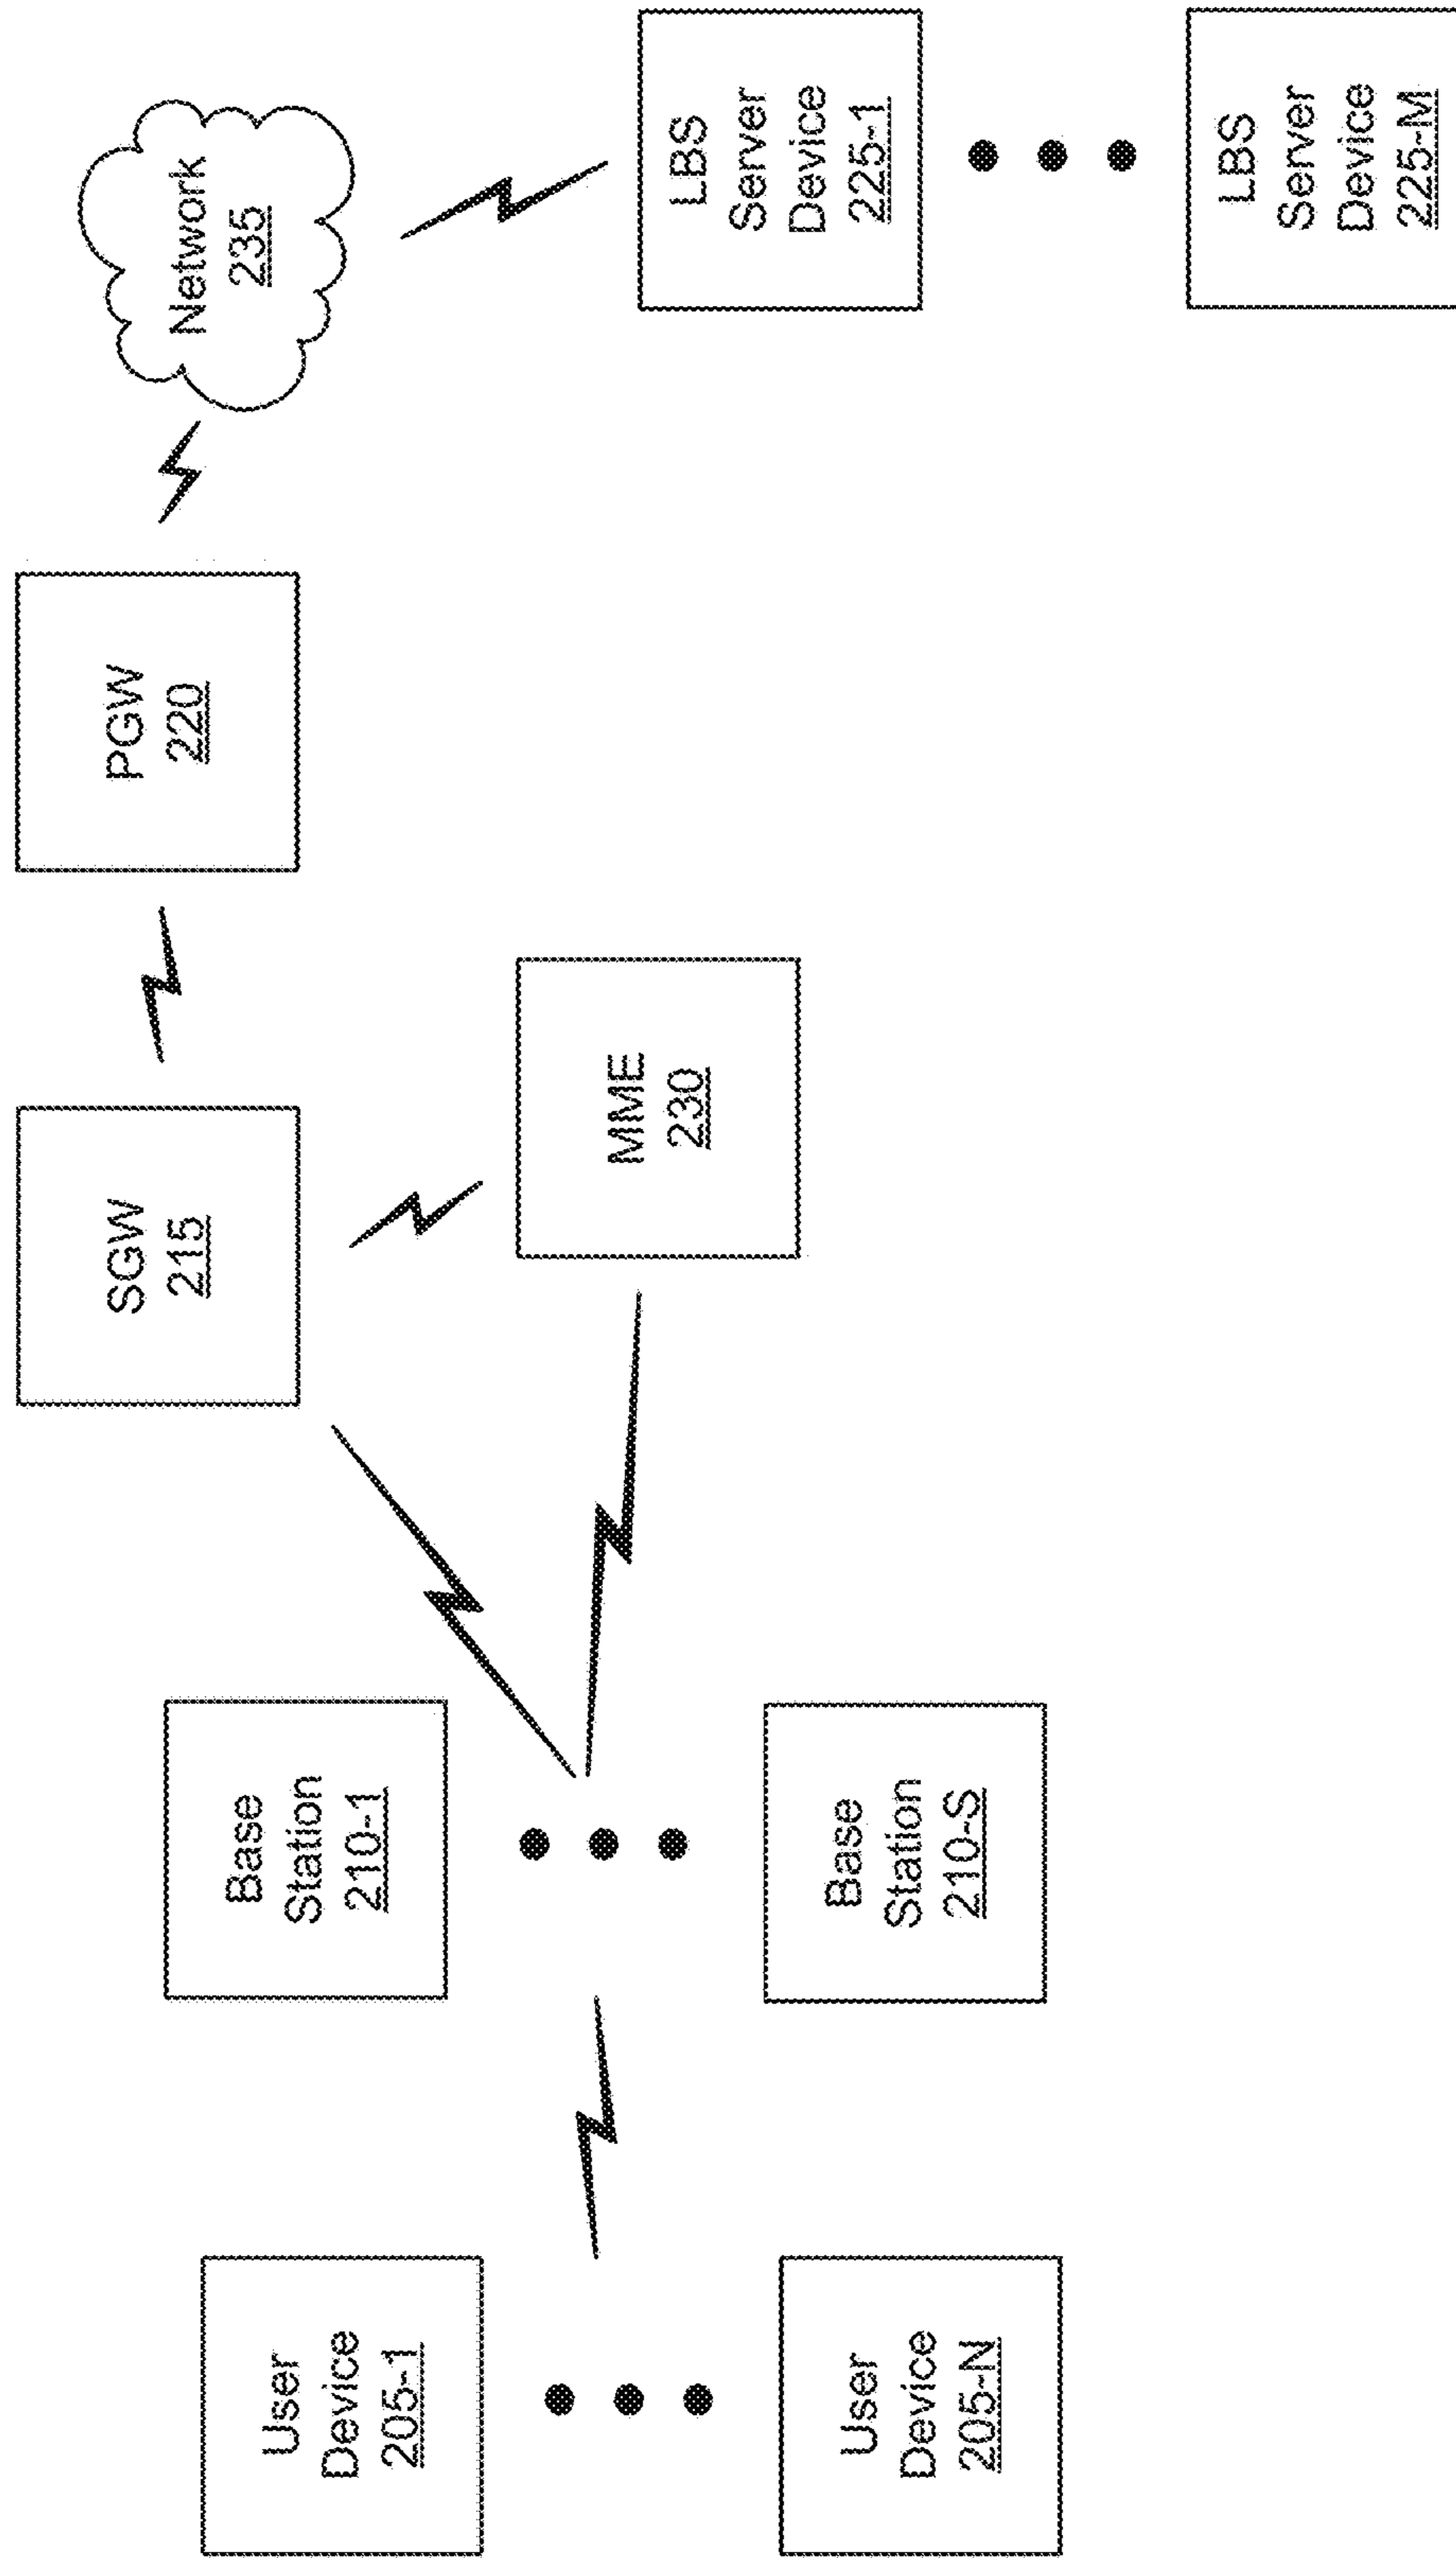 User
Device
205-1
User
Device
205-N
Base
Station
210-1
Base
Station
210-S
SGW
215
MME
230
PGW
220
Network
235
LBS
Server
Device
225-1
LBS
Server
Device
225-M